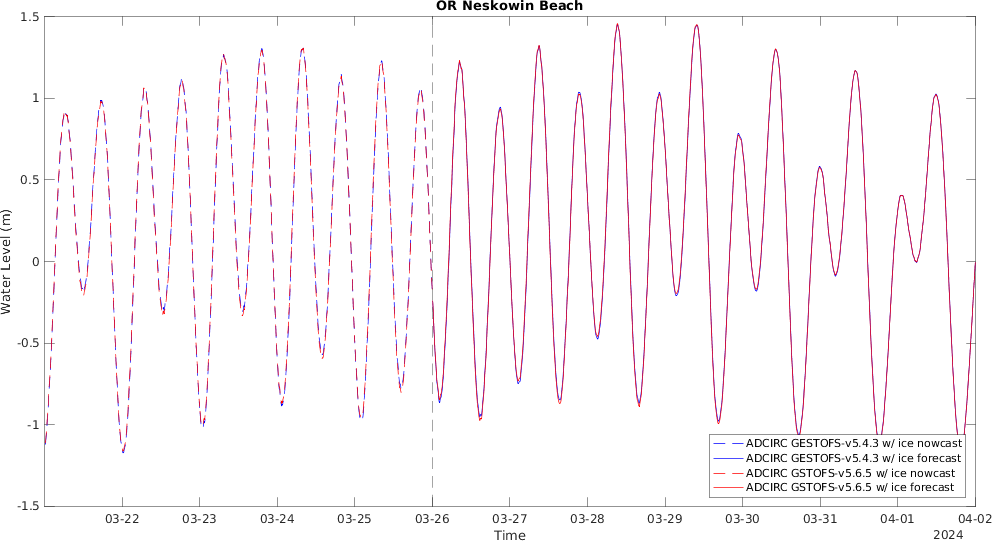 OR Neskowin Beach
1.5
1
0.5
0
-0.5
-1
-1.5
Water Level (m)
03-22 03-23 03-24 03-25 03-26 03-27 03-28 03-29 03-30 03-31 04-01 04-02
Time
2024
ADCIRC GESTOFS-v5.4.3 w/ ice nowcast
ADCIRC GESTOFS-v5.4.3 w/ ice forecast
ADCIRC GSTOFS-v5.6.5 w/ ice nowcast
ADCIRC GSTOFS-v5.6.5 w/ ice forecast